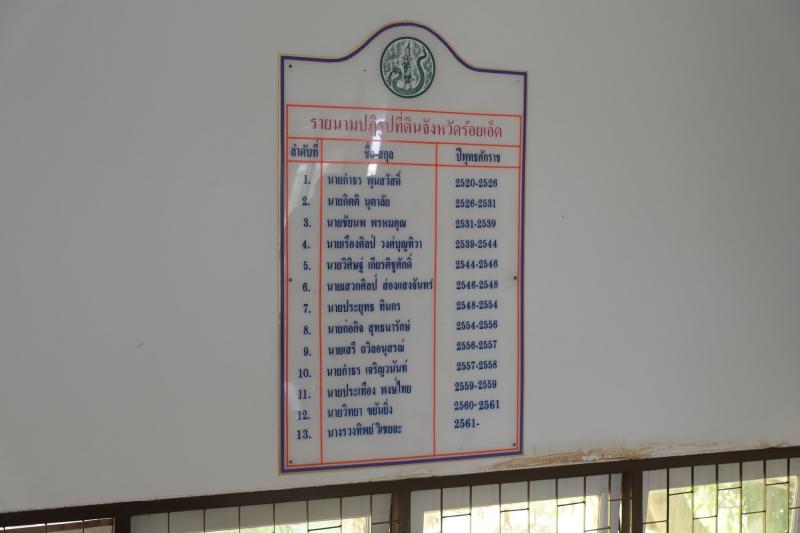 รายนามปฏิรูปที่ดินจังหวัดร้อยเอ็ด
ลำดับที่ ชื่อ-สกุล ปีพุทธศักราช
1. นายกำธร พุ่มสวัสดิ์ 2520-2526
2. นายกิตติ นุตาลัย 2526-2531
3. นายชัยนพ พรหมคุณ 2531-2539
4. นายเรืองศิลป์ วงศ์บุญทิวา 2539-2544
5. นายวิศิษฐ์ เกียรติชูศักดิ์ 2544-2546
6. นายเสวกศิลป์ ส่องแสงจันทร์ 2546-2548
7. นายประยุทธ ทินกร 2548-2554
8. นายก่อกิจ สุทธนารักษ์ 2554-2556
9. นายเสรี ถวิลอนุสรณ์ 2556-2557
10. นายกำธร เจริญวนันท์ 2557-2558
11. นายประเทือง พงษ์ไทย 2559-2559
12. นายวิทยา ขยันยิ่ง 2560-2561
13. นางรวงทิพย์ วิเชยละ 2561-